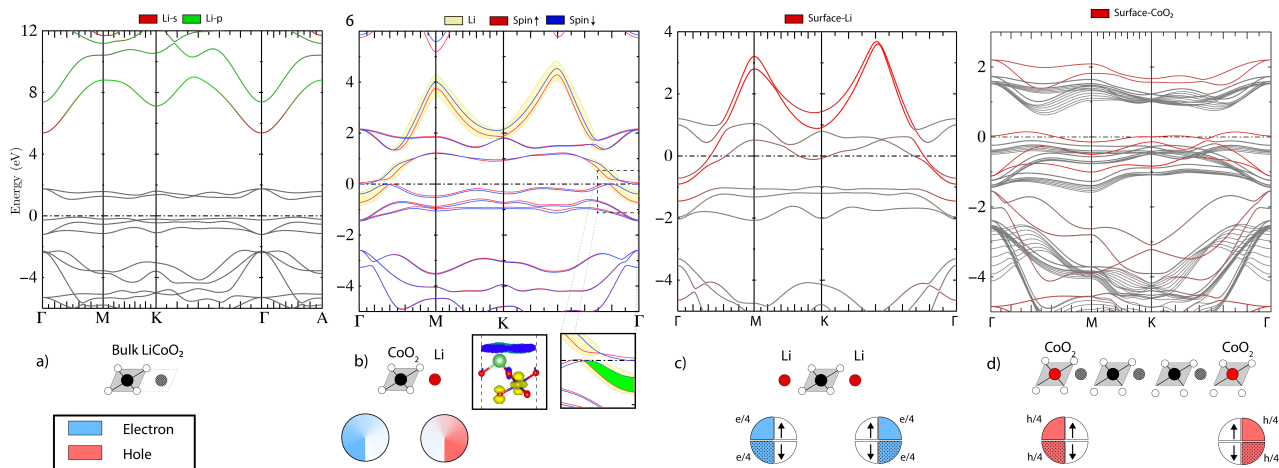 Li-s Li-p
12
8
4
0
−4
Energy (eV)
Γ M K Γ A
6
Li Spin↑ Spin↓
4
2
0
−2
−4
Γ M K Γ
Surface-Li
4
2
0
−2
−4
Γ M K Γ
Surface-CoO₂
2
0
−2
−4
Γ M K Γ
a)
Bulk LiCoO₂
Electron
Hole
b)
CoO₂ Li
c)
Li Li
e/4 e/4
e/4 e/4
d)
CoO₂ CoO₂
h/4 h/4
h/4 h/4